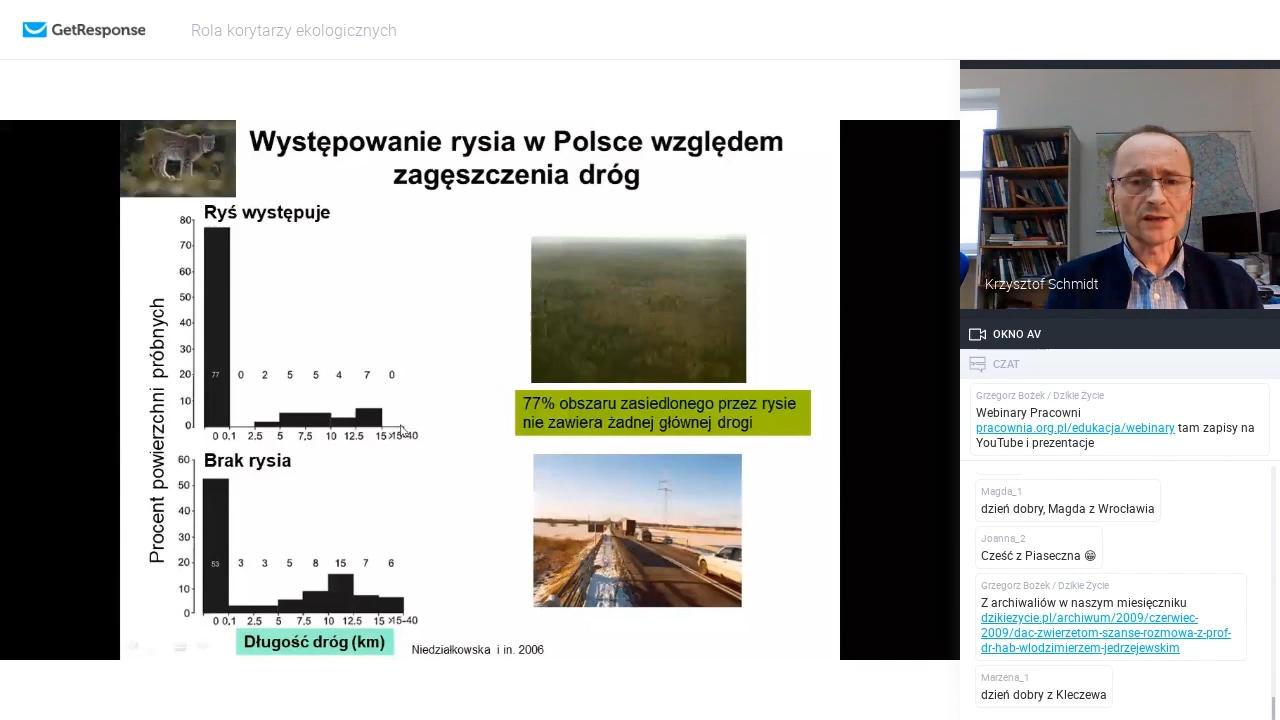 GetResponse
Rola korytarzy ekologicznych
Występowanie rysia w Polsce względem
zagęszczenia dróg
Ryś występuje
Procent powierzchni próbnych
80
70
60
50
40
30
20
10
0
77 0 2 5 5 4 7 0
0 0.1 2.5 5 7.5 10 12.5 15 >15-40
Brak rysia
60
50
40
30
20
10
0
53 3 3 5 8 15 7 6
0 0.1 2.5 5 7.5 10 12.5 15 >15-40
Długość dróg (km)
77% obszaru zasiedlonego przez rysie
nie zawiera żadnej głównej drogi
Niedziałkowska i in. 2006
Krzysztof Schmidt
OKNO AV
CZAT
Grzegorz Bożek / Dzikie Życie
Webinary Pracowni
pracownia.org.pl/edukacja/webinary tam zapisy na
YouTube i prezentacje
Magda_1
dzień dobry, Magda z Wrocławia
Joanna_2
Cześć z Piaseczna 😁
Grzegorz Bożek / Dzikie Życie
Z archiwaliów w naszym miesięczniku
dzikiezycie.pl/archiwum/2009/czerwiec-
2009/dac-zwierzetom-szanse-rozmowa-z-prof-
dr-hab-wlodzimierzem-jedrzejewskim
Marzena_1
dzień dobry z Kleczewa